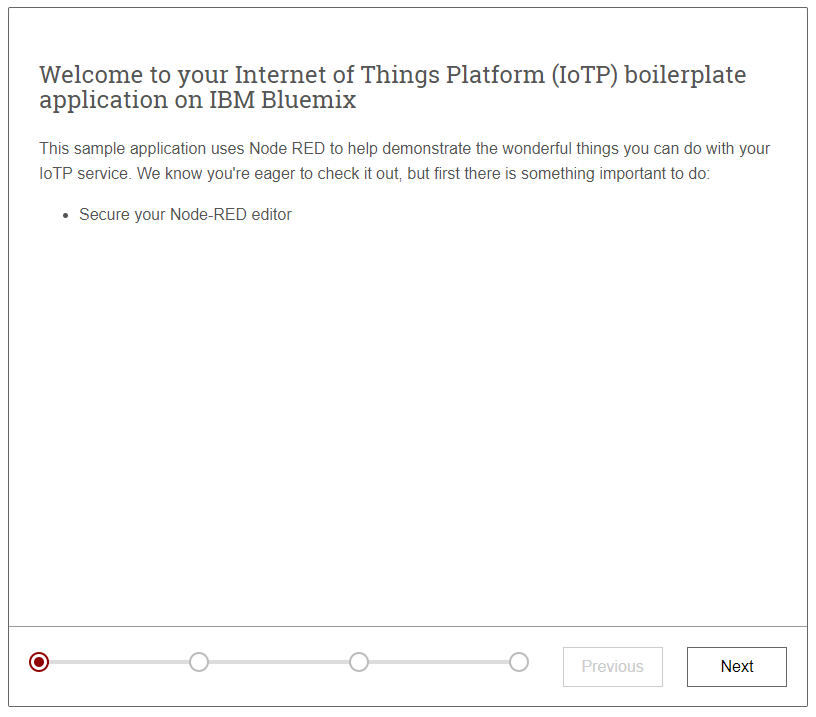 Welcome to your Internet of Things Platform (IoTP) boilerplate
application on IBM Bluemix
This sample application uses Node RED to help demonstrate the wonderful things you can do with your
IoTP service. We know you're eager to check it out, but first there is something important to do:
• Secure your Node-RED editor
Previous
Next